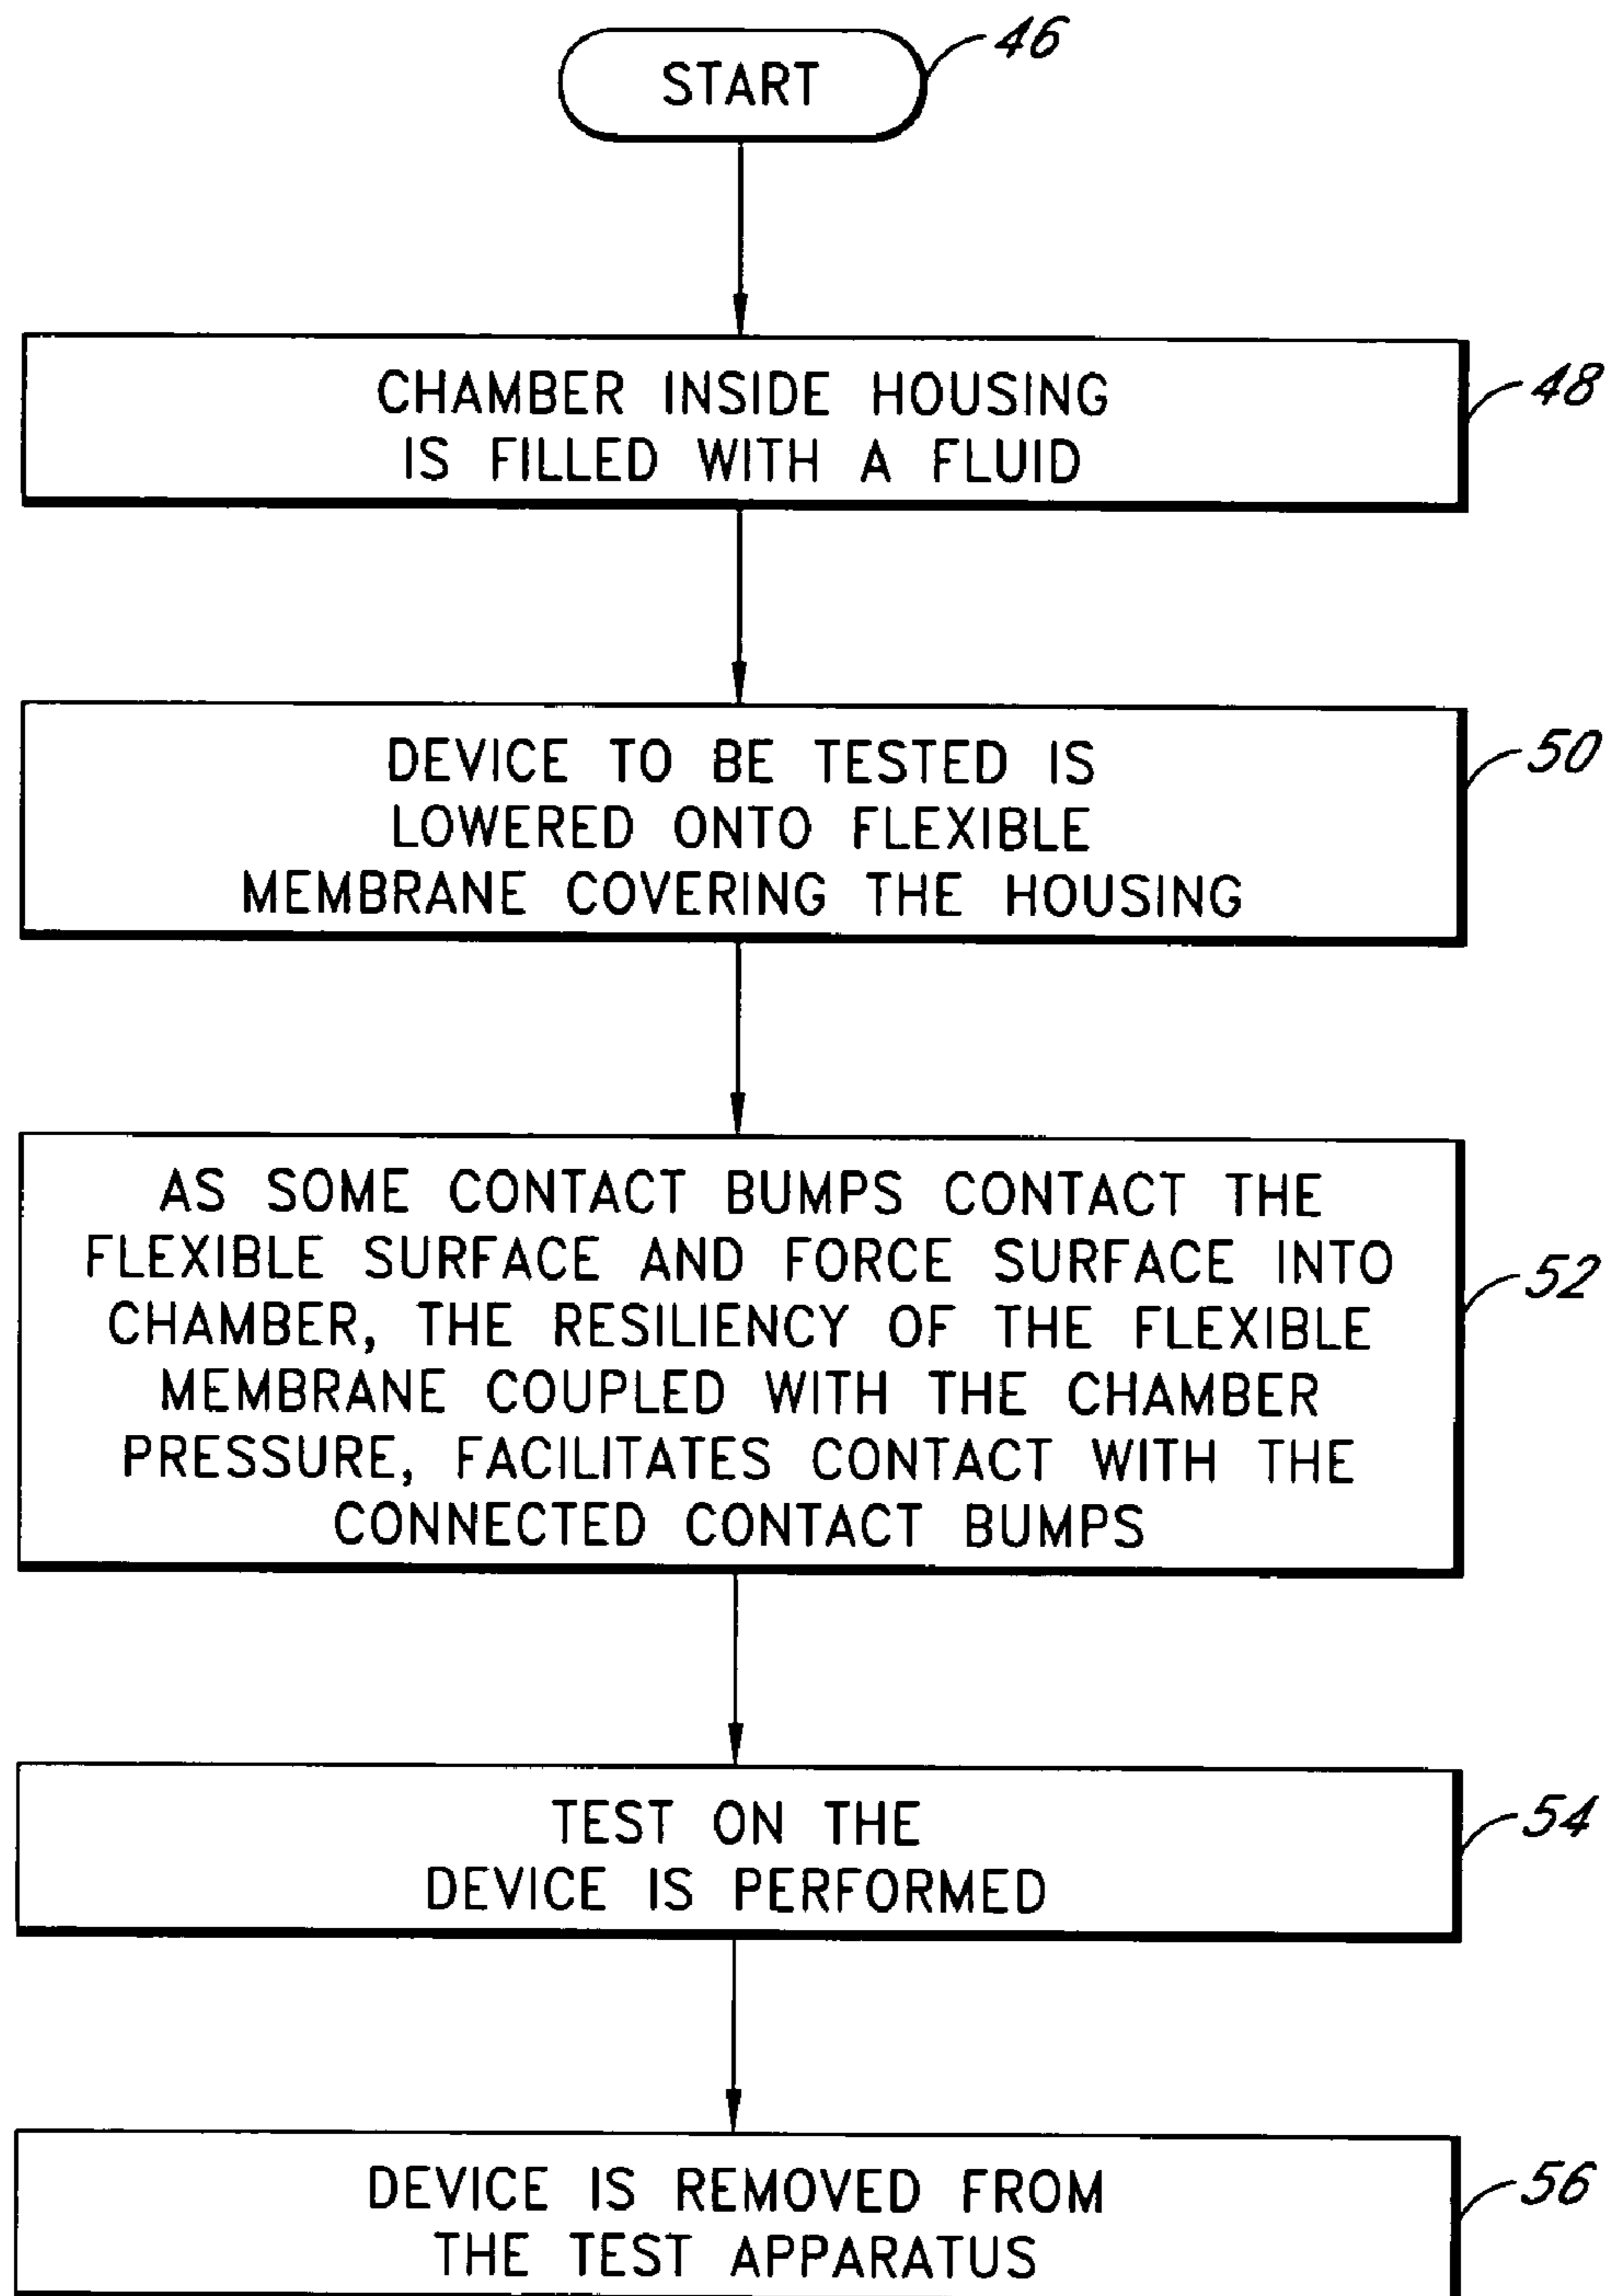 START
46
CHAMBER INSIDE HOUSING
IS FILLED WITH A FLUID
48
DEVICE TO BE TESTED IS
LOWERED ONTO FLEXIBLE
MEMBRANE COVERING THE HOUSING
50
AS SOME CONTACT BUMPS CONTACT THE
FLEXIBLE SURFACE AND FORCE SURFACE INTO
CHAMBER, THE RESILIENCY OF THE FLEXIBLE
MEMBRANE COUPLED WITH THE CHAMBER
PRESSURE, FACILITATES CONTACT WITH THE
CONNECTED CONTACT BUMPS
52
TEST ON THE
DEVICE IS PERFORMED
54
DEVICE IS REMOVED FROM
THE TEST APPARATUS
56